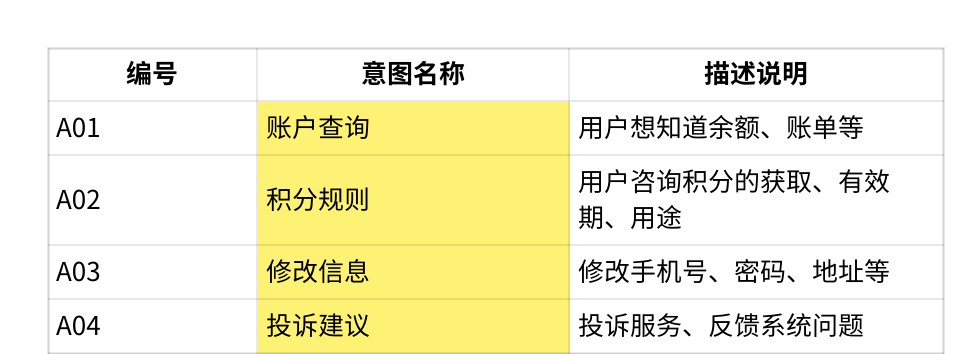 编号 意图名称 描述说明
A01 账户查询 用户想知道余额、账单等
A02 积分规则 用户咨询积分的获取、有效
期、用途
A03 修改信息 修改手机号、密码、地址等
A04 投诉建议 投诉服务、反馈系统问题